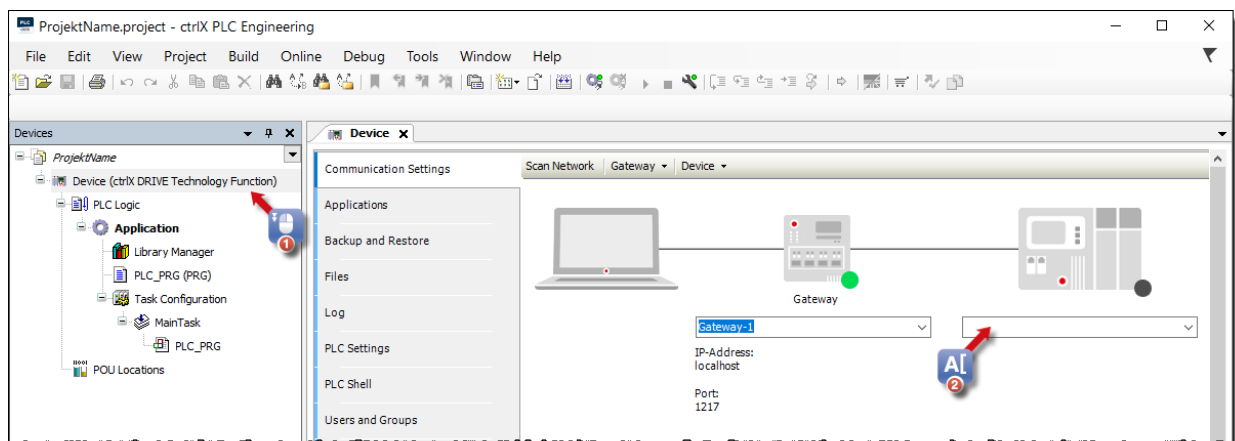 ProjektName.project - ctrlX PLC Engineering
File Edit View Project Build Online Debug Tools Window Help
Devices
ProjektName
Device (ctrlX DRIVE Technology Function)
PLC Logic
Application
Library Manager
PLC_PRG (PRG)
Task Configuration
MainTask
PLC_PRG
POU Locations
1
Device
Communication Settings
Applications
Backup and Restore
Files
Log
PLC Settings
PLC Shell
Users and Groups
Scan Network Gateway Device
Gateway
Gateway-1
IP-Address:
localhost
Port:
1217
A[
2